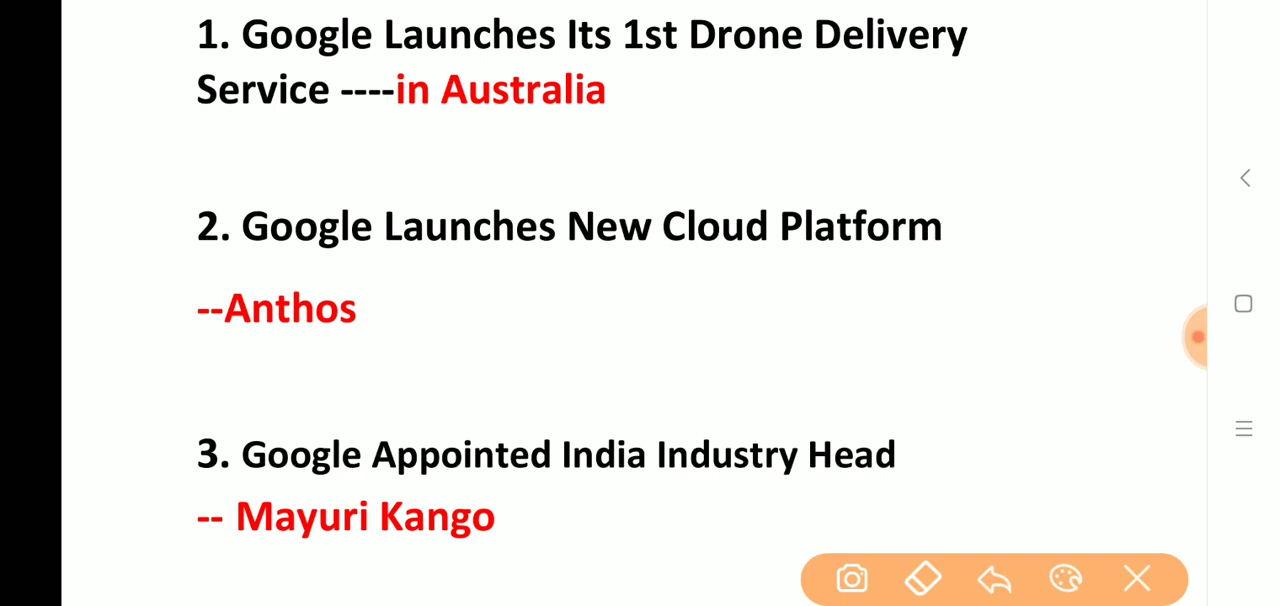 1. Google Launches Its 1st Drone Delivery
Service ----in Australia
2. Google Launches New Cloud Platform
--Anthos
3. Google Appointed India Industry Head
-- Mayuri Kango